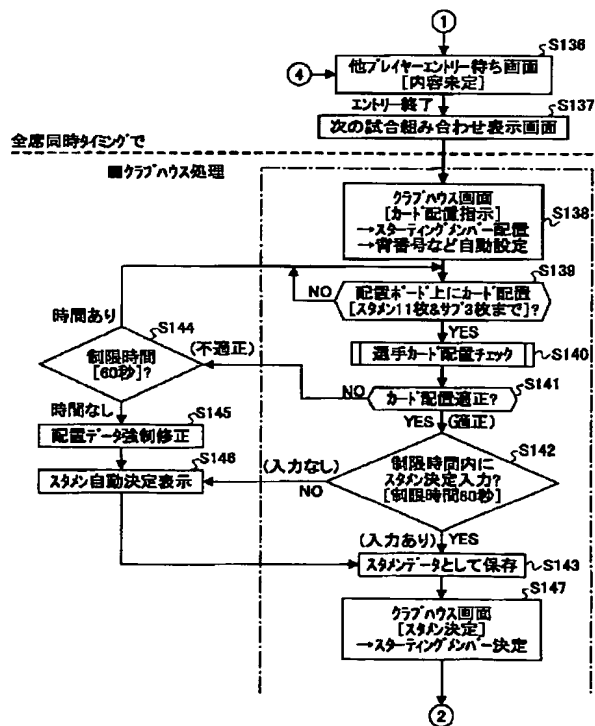 ①
S136
④
他プレイヤーエントリー待ち画面
[内容未定]
エントリー終了
S137
次の試合組み合わせ表示画面
全席同時タイミングで
■クラブハウス処理
クラブハウス画面
[カード配置指示]
→スターティングメンバー配置
→背番号など自動設定
S138
S139
配置ボード上にカード配置
[スタメン11枚&サブ3枚まで]?
NO
YES
時間あり
S144
制限時間
[60秒]?
(不適正)
選手カード配置チェック
S140
S141
NO
カード配置適正?
YES
(適正)
時間なし
S145
配置データ強制修正
S142
制限時間内に
スタメン決定入力?
[制限時間60秒]
S146
(入力なし)
スタメン自動決定表示
NO
(入力あり)
YES
スタメンデータとして保存
S143
S147
クラブハウス画面
[スタメン決定]
→スターティングメンバー決定
②